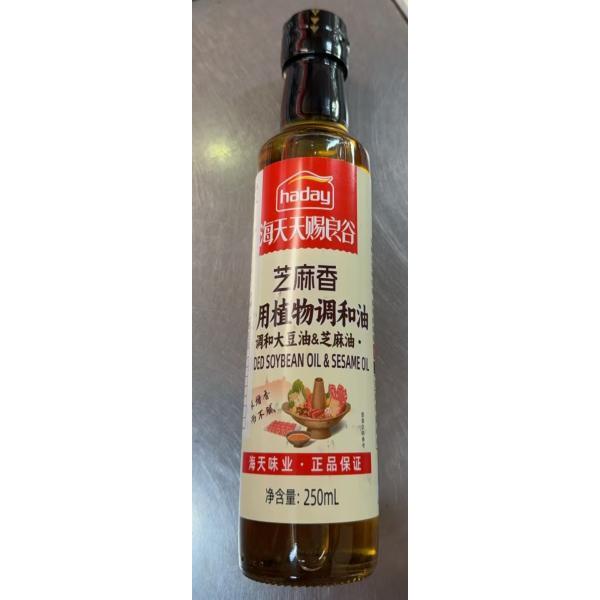 haday
海天天赐良谷
芝麻香
用植物调和油
调和大豆油&芝麻油·
DED SOYBEAN OIL & SESAME OIL
海天味业·正品保证
净含量: 250mL